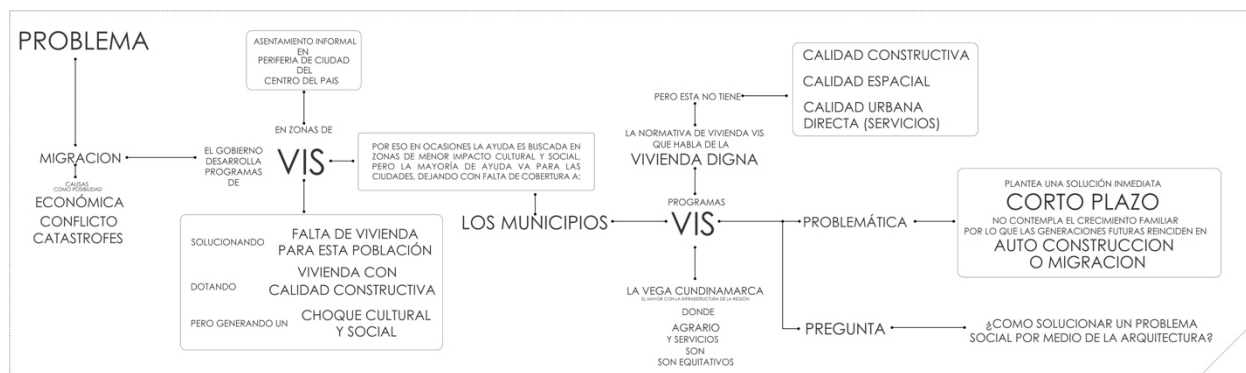 PROBLEMA
MIGRACION
CAUSAS
COMO POSIBILIDAD
ECONÓMICA
CONFLICTO
CATASTROFES
EL GOBIERNO
DESARROLLA
PROGRAMAS
DE
ASENTAMIENTO INFORMAL
EN
PERIFERIA DE CIUDAD
DEL
CENTRO DEL PAIS
EN ZONAS DE
VIS
SOLUCIONANDO
FALTA DE VIVIENDA
PARA ESTA POBLACIÓN
DOTANDO
VIVIENDA CON
CALIDAD CONSTRUCTIVA
PERO GENERANDO UN
CHOQUE CULTURAL
Y SOCIAL
POR ESO EN OCASIONES LA AYUDA ES BUSCADA EN
ZONAS DE MENOR IMPACTO CULTURAL Y SOCIAL.
PERO LA MAYORÍA DE AYUDA VA PARA LAS
CIUDADES, DEJANDO CON FALTA DE COBERTURA A:
LOS MUNICIPIOS
PROGRAMAS
VIS
LA NORMATIVA DE VIVIENDA VIS
QUE HABLA DE LA
VIVIENDA DIGNA
PERO ESTA NO TIENE
CALIDAD CONSTRUCTIVA
CALIDAD ESPACIAL
CALIDAD URBANA
DIRECTA (SERVICIOS)
LA VEGA CUNDINAMARCA
EL MAYOR CON LA INFRAESTRUCTURA DE LA REGIÓN
DONDE
AGRARIO
Y SERVICIOS
SON
SON EQUITATIVOS
PROBLEMÁTICA
PLANTEA UNA SOLUCIÓN INMEDIATA
CORTO PLAZO
NO CONTEMPLA EL CRECIMIENTO FAMILIAR
POR LO QUE LAS GENERACIONES FUTURAS REINCIDEN EN
AUTO CONSTRUCCION
O MIGRACION
PREGUNTA
¿COMO SOLUCIONAR UN PROBLEMA
SOCIAL POR MEDIO DE LA ARQUITECTURA?